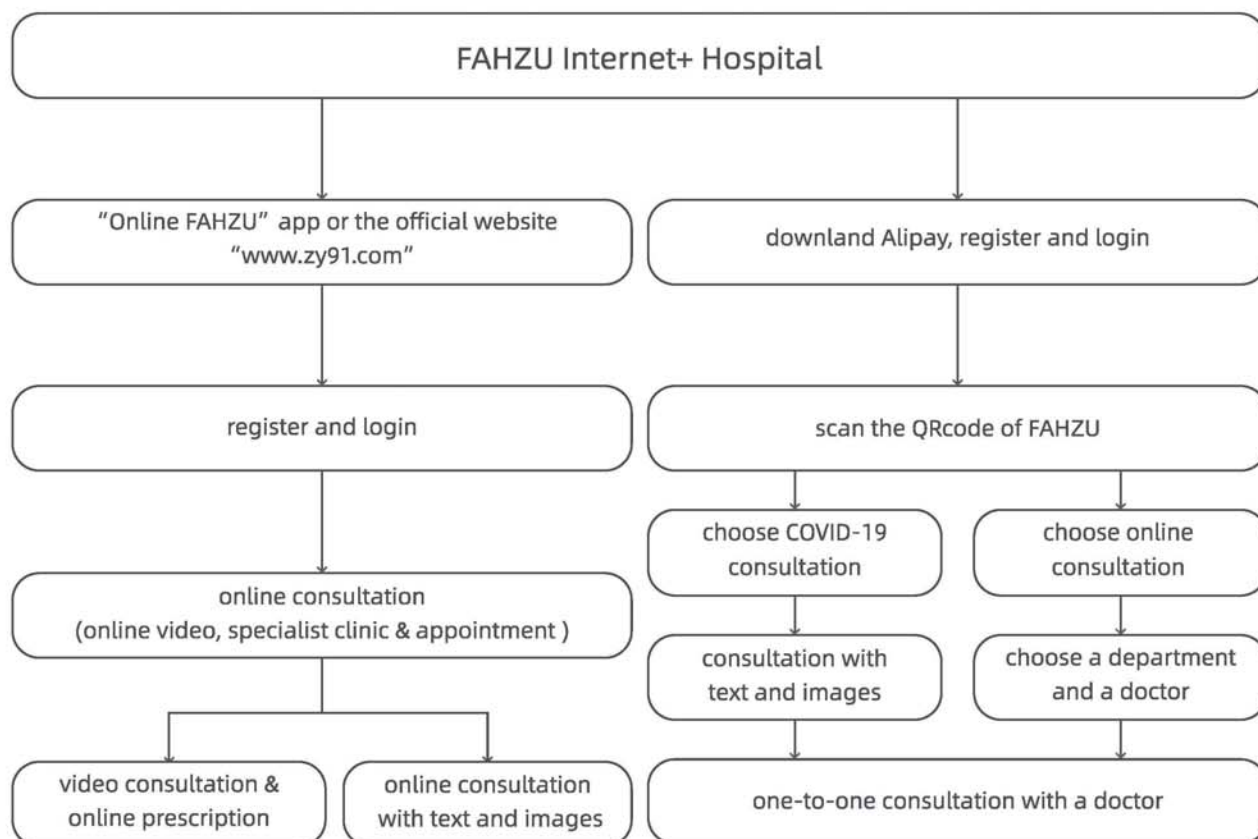 FAHZU Internet+ Hospital
“Online FAHZU” app or the official website
“www.zy91.com”
downland Alipay, register and login
register and login
scan the QRcode of FAHZU
choose COVID-19
consultation
choose online
consultation
online consultation
(online video, specialist clinic & appointment )
consultation with
text and images
choose a department
and a doctor
video consultation &
online prescription
online consultation
with text and images
one-to-one consultation with a doctor